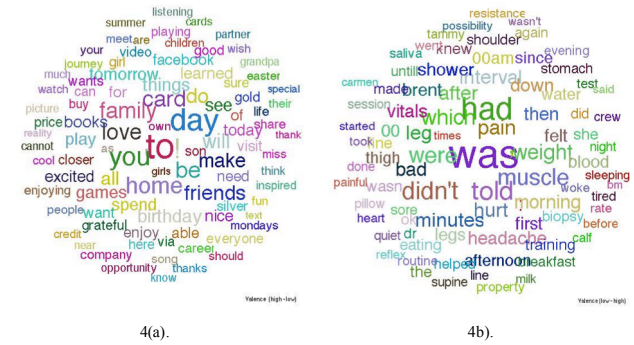 listening
summer cards
meet are playing partner
your video children good wish
journey girl facebook grandpa
much tomorrow. learned easter
wants things sure
watch can for card do gold special
picture buy family see their
price books own day of life
reality love to today share
cannot play as ! will thank
cool closer you son visit miss
excited all girls be make need think
enjoying games home friends inspired
spend silver fun
people want birthday nice text
grateful enjoy able mondays
credit here via everyone
near career
company song should
opportunity thanks
know
Valence (high-low)
resistance
possibility wasn't
tammy shoulder again
went knew evening
saliva 00am since
until shower interval stomach
carmen made brent after down test said
session vitals which had water
started 00 leg times pain then did crew
took ine felt she night
thigh were was weight blood
done bad muscle sleeping
painful wasn didn't told woke bm
pillow sore hurt morning tired
heart ok minutes first biopsy rate
quiet dr legs headache before
eating training calf
reflex routine helped afternoon breakfast
the supine line milk
property
Valence (low-high)
4(a).
4b).